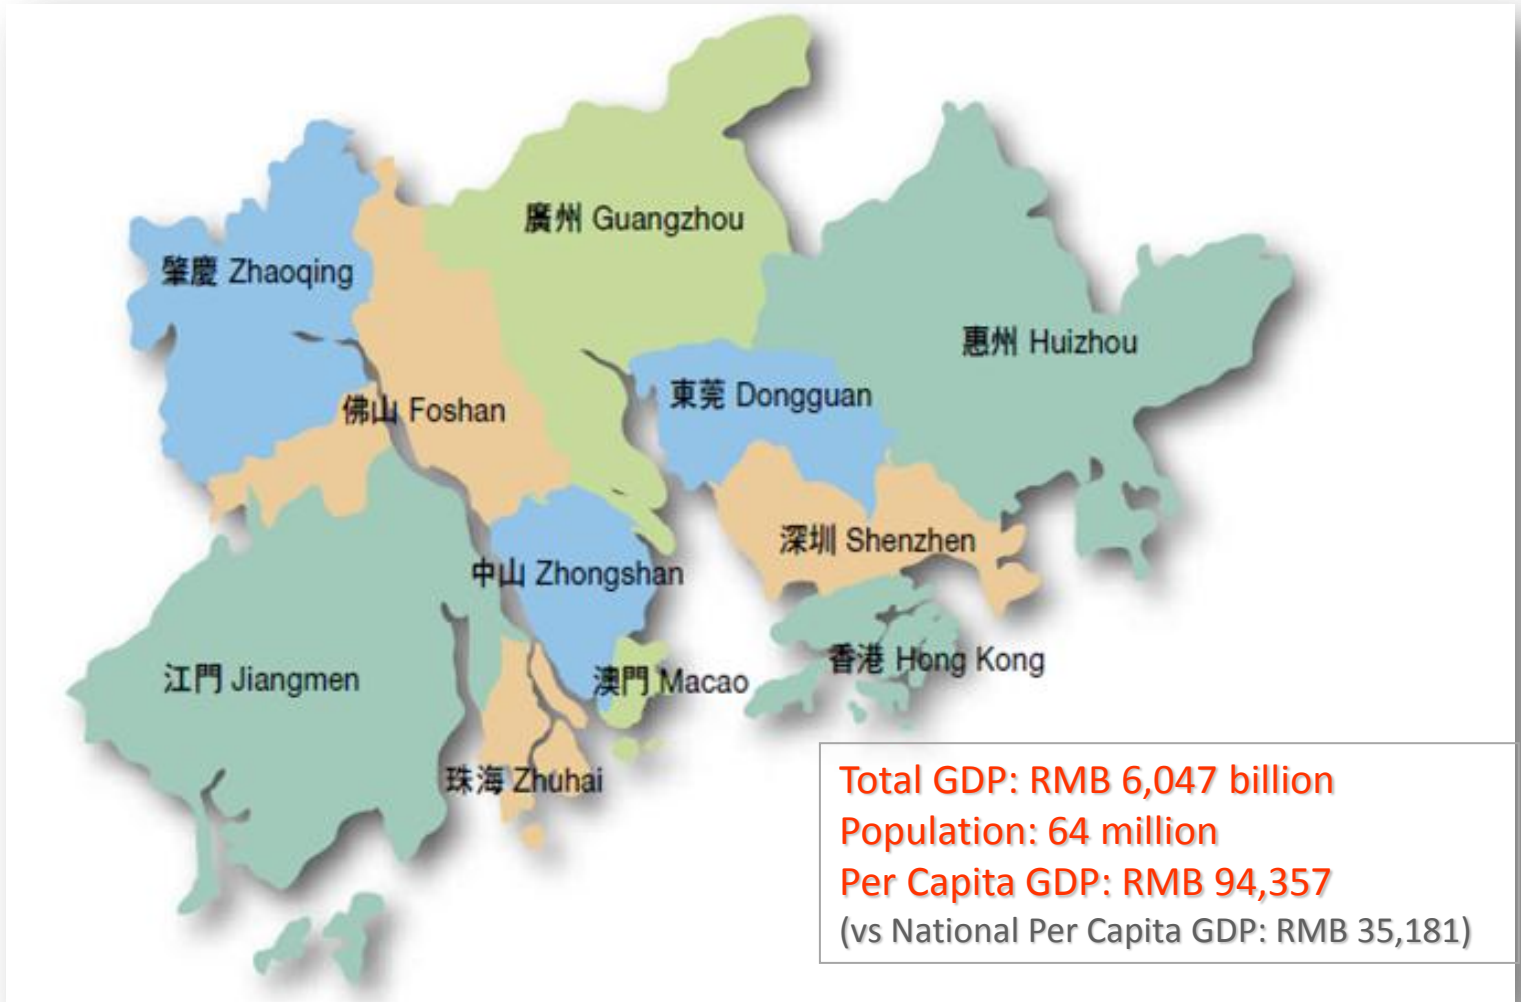 廣州 Guangzhou
肇慶 Zhaoqing
惠州 Huizhou
東莞 Dongguan
佛山 Foshan
深圳 Shenzhen
中山 Zhongshan
香港 Hong Kong
江門 Jiangmen
澳門 Macao
珠海 Zhuhai
Total GDP: RMB 6,047 billion
Population: 64 million
Per Capita GDP: RMB 94,357
(vs National Per Capita GDP: RMB 35,181)